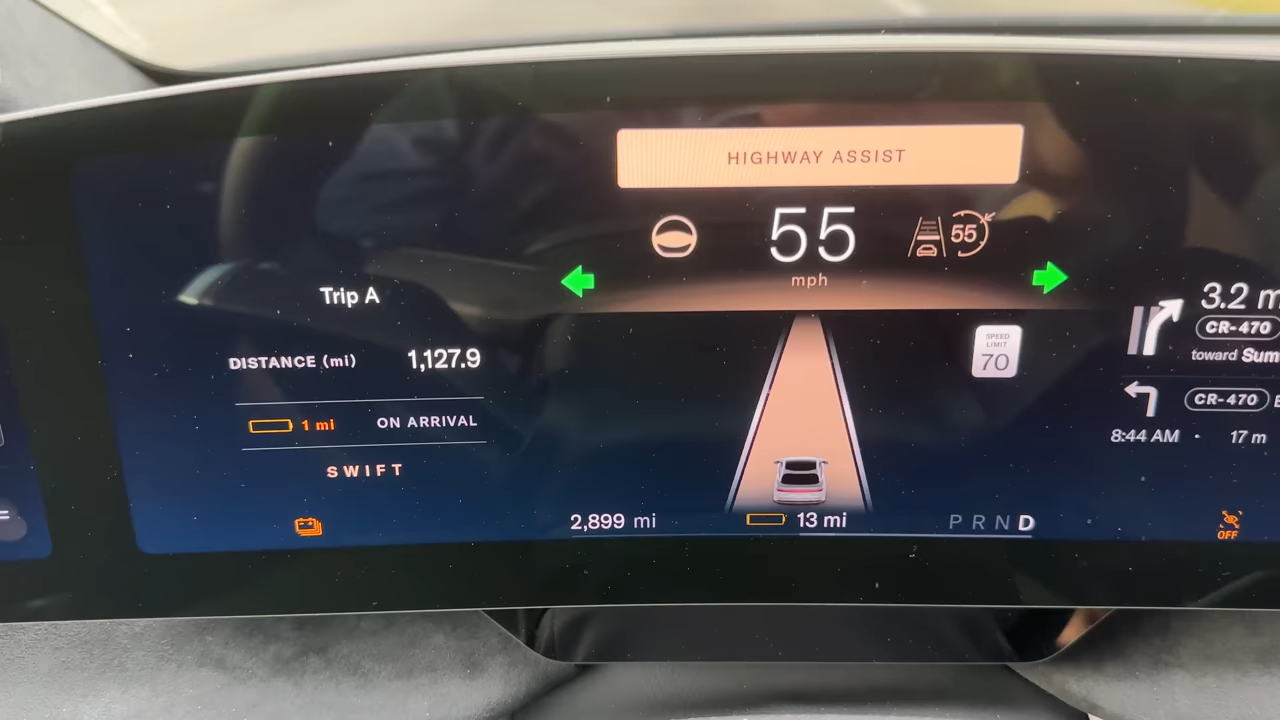 HIGHWAY ASSIST
55
mph
55
Trip A
DISTANCE (mi) 1,127.9
1 mi ON ARRIVAL
SWIFT
SPEED
LIMIT
70
2,899 mi
13 mi
P R N D
3.2 m
CR-470
toward Sum
CR-470 E
8:44 AM · 17 m
OFF